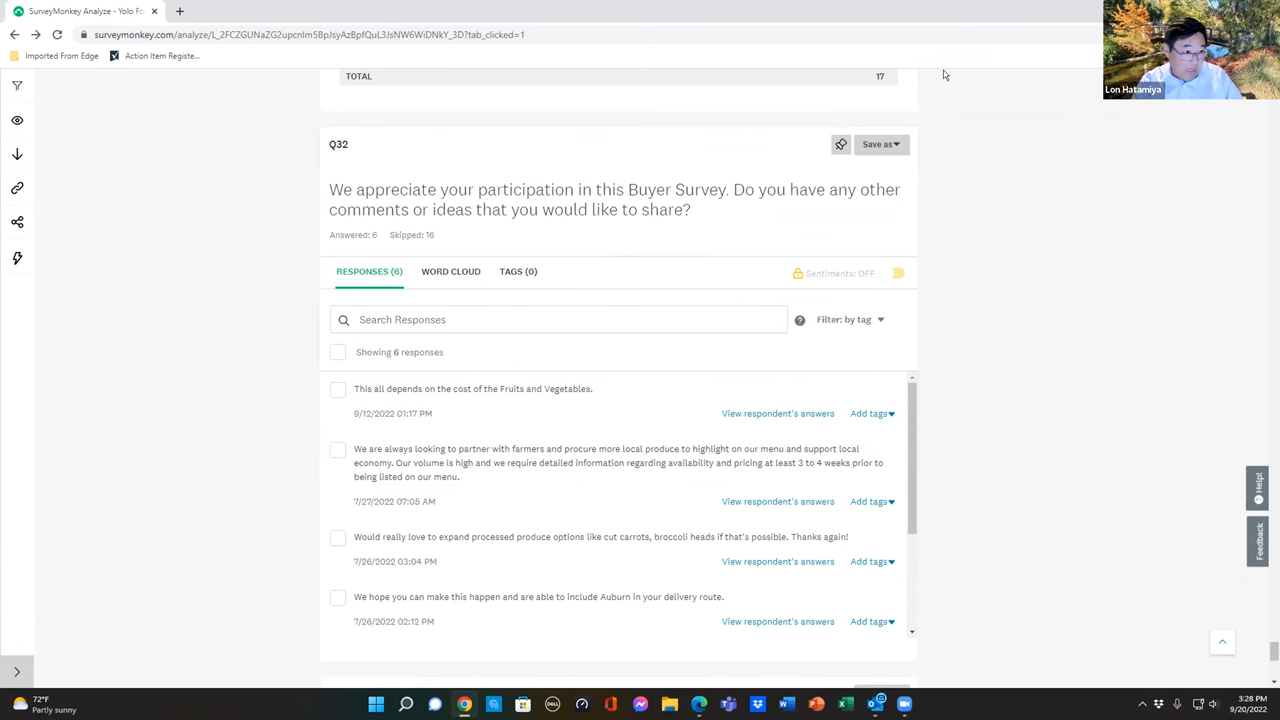 SurveyMonkey Analyze - Yolo Fo
surveymonkey.com/analyze/L_2FCZGUNaZG2upcnIm5BpJsyAzBpfQuL3JsNW6WiDNkY_3D?tab_clicked=1
Imported From Edge
Action Item Registe...
Lon Hatamiya
TOTAL 17
Q32
Save as
We appreciate your participation in this Buyer Survey. Do you have any other
comments or ideas that you would like to share?
Answered: 6 Skipped: 16
RESPONSES (6) WORD CLOUD TAGS (0)
Sentiments: OFF
Search Responses
Filter: by tag
Showing 6 responses
This all depends on the cost of the Fruits and Vegetables.
9/12/2022 01:17 PM View respondent's answers Add tags
We are always looking to partner with farmers and procure more local produce to highlight on our menu and support local
economy. Our volume is high and we require detailed information regarding availability and pricing at least 3 to 4 weeks prior to
being listed on our menu.
7/27/2022 07:05 AM View respondent's answers Add tags
Would really love to expand processed produce options like cut carrots, broccoli heads if that's possible. Thanks again!
7/26/2022 03:04 PM View respondent's answers Add tags
We hope you can make this happen and are able to include Auburn in your delivery route.
7/26/2022 02:12 PM View respondent's answers Add tags
Help!
Feedback
72°F
Partly sunny
DELL
3:28 PM
9/20/2022